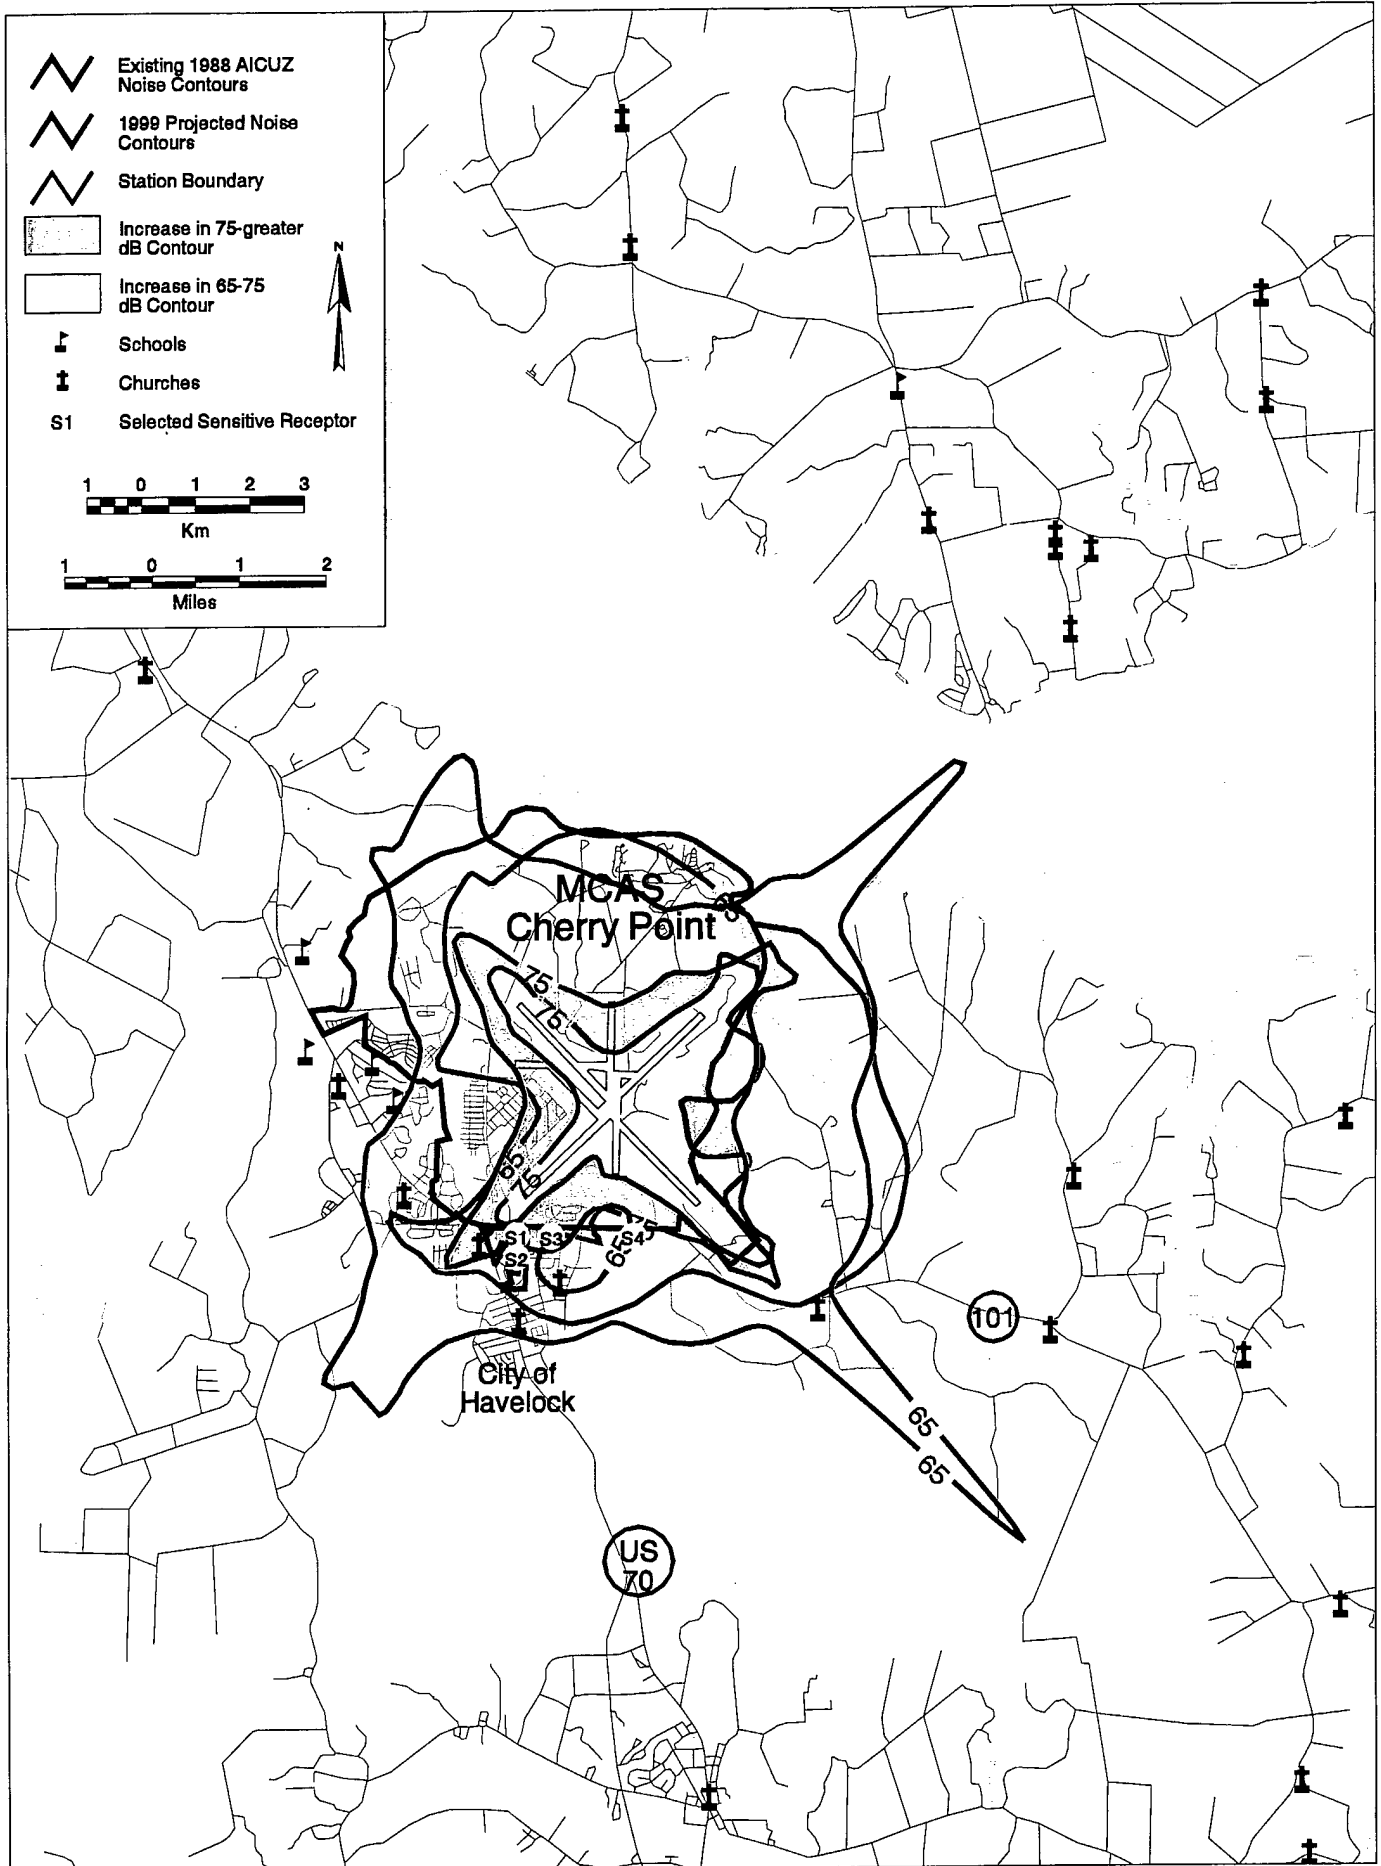 Existing 1988 AICUZ
Noise Contours
1999 Projected Noise
Contours
Station Boundary
Increase in 75-greater
dB Contour
N
Increase in 65-75
dB Contour
Schools
Churches
S1 Selected Sensitive Receptor
1 0 1 2 3
Km
1 0 1 2
Miles
MCAS
Cherry Point
65
75
75
65
75
S1
S3
S4
75
S2
65
101
City of
Havelock
65
65
US
70